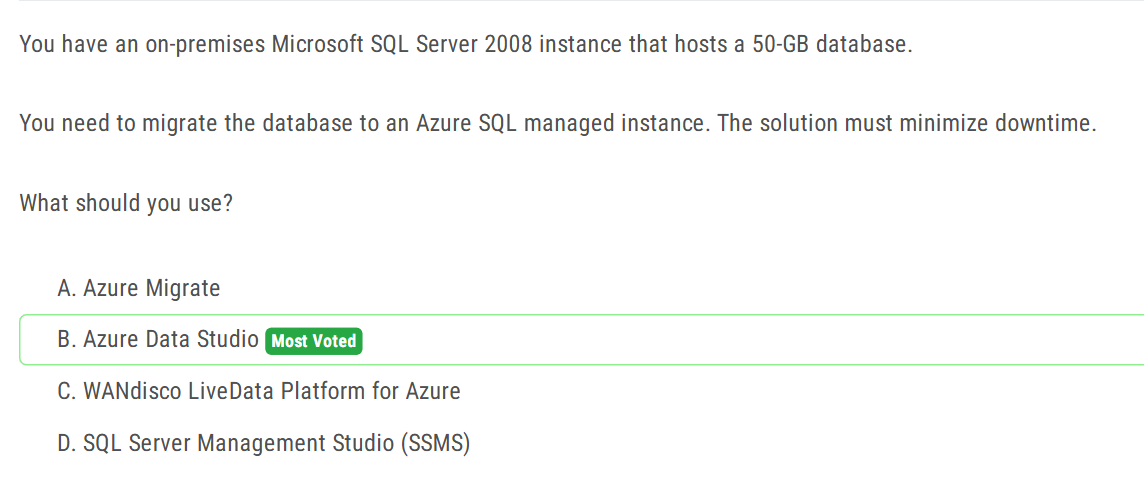 You have an on-premises Microsoft SQL Server 2008 instance that hosts a 50-GB database.
You need to migrate the database to an Azure SQL managed instance. The solution must minimize downtime.
What should you use?
A. Azure Migrate
B. Azure Data Studio Most Voted
C. WANdisco LiveData Platform for Azure
D. SQL Server Management Studio (SSMS)